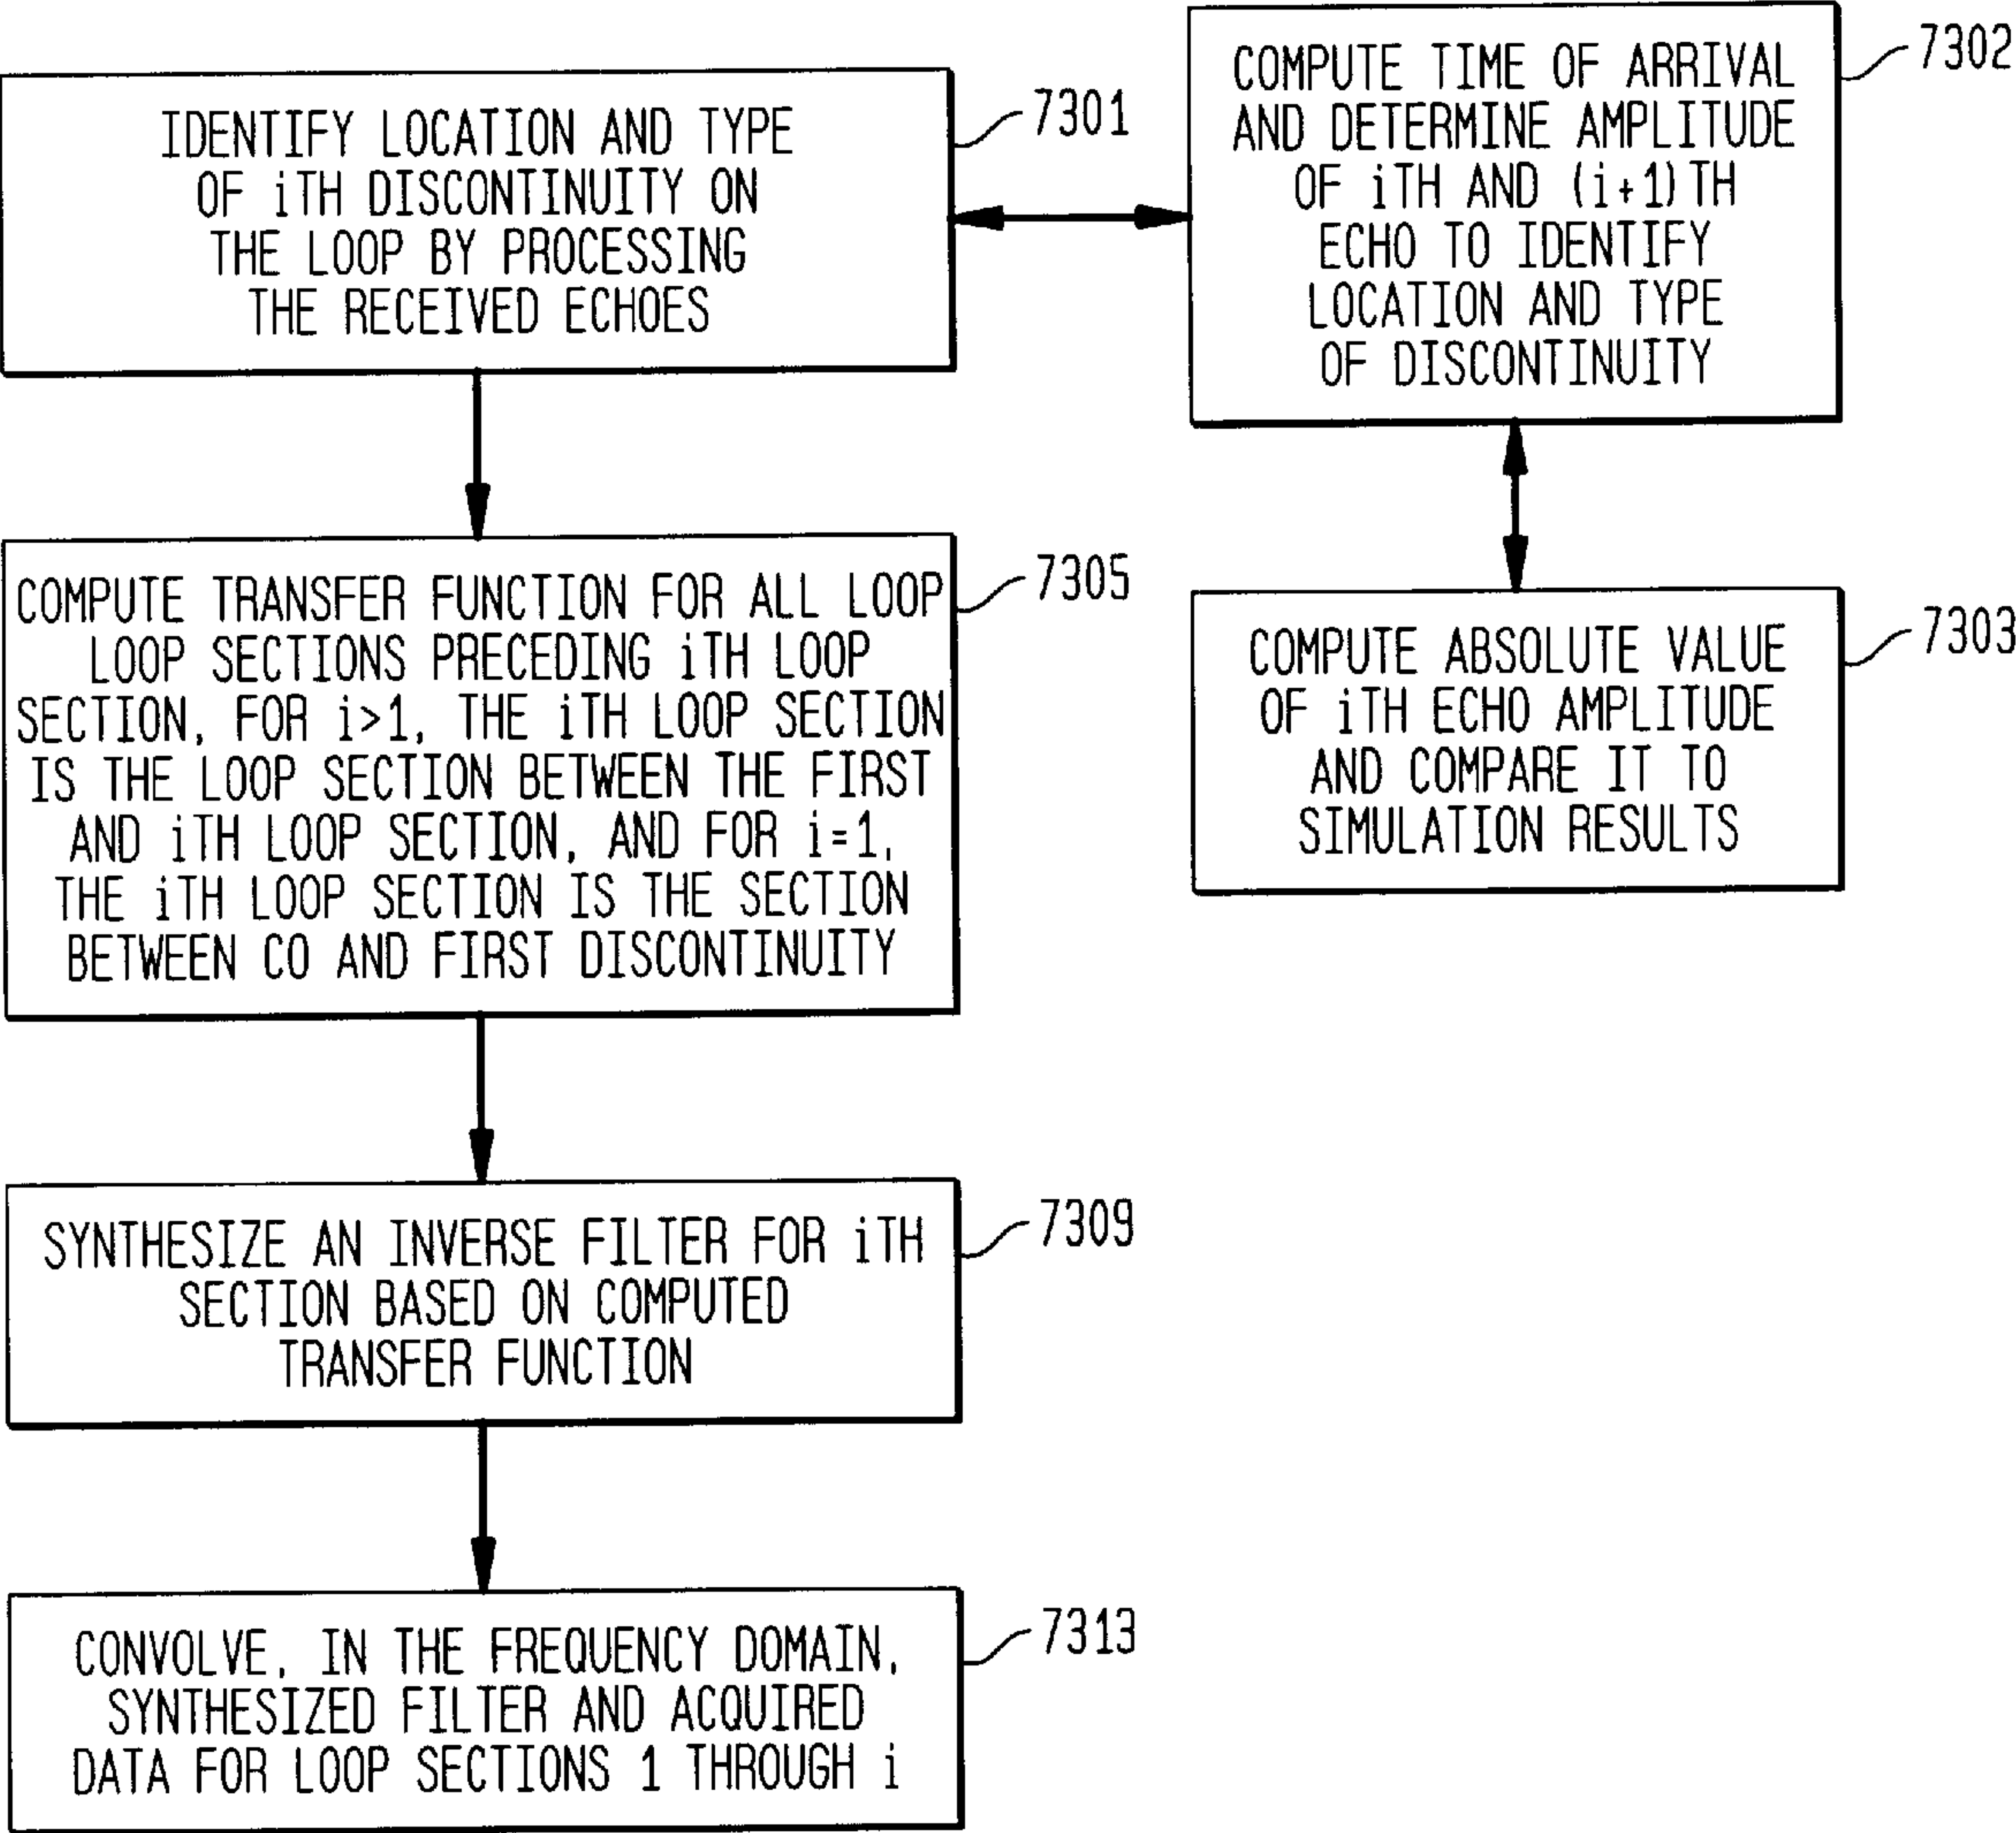 IDENTIFY LOCATION AND TYPE
OF iTH DISCONTINUITY ON
THE LOOP BY PROCESSING
THE RECEIVED ECHOES
7301
COMPUTE TIME OF ARRIVAL
AND DETERMINE AMPLITUDE
OF iTH AND (i+1)TH
ECHO TO IDENTIFY
LOCATION AND TYPE
OF DISCONTINUITY
7302
COMPUTE TRANSFER FUNCTION FOR ALL LOOP
LOOP SECTIONS PRECEDING iTH LOOP
SECTION, FOR i>1, THE iTH LOOP SECTION
IS THE LOOP SECTION BETWEEN THE FIRST
AND iTH LOOP SECTION, AND FOR i=1,
THE iTH LOOP SECTION IS THE SECTION
BETWEEN CO AND FIRST DISCONTINUITY
7305
COMPUTE ABSOLUTE VALUE
OF iTH ECHO AMPLITUDE
AND COMPARE IT TO
SIMULATION RESULTS
7303
SYNTHESIZE AN INVERSE FILTER FOR iTH
SECTION BASED ON COMPUTED
TRANSFER FUNCTION
7309
CONVOLVE, IN THE FREQUENCY DOMAIN,
SYNTHESIZED FILTER AND ACQUIRED
DATA FOR LOOP SECTIONS 1 THROUGH i
7313